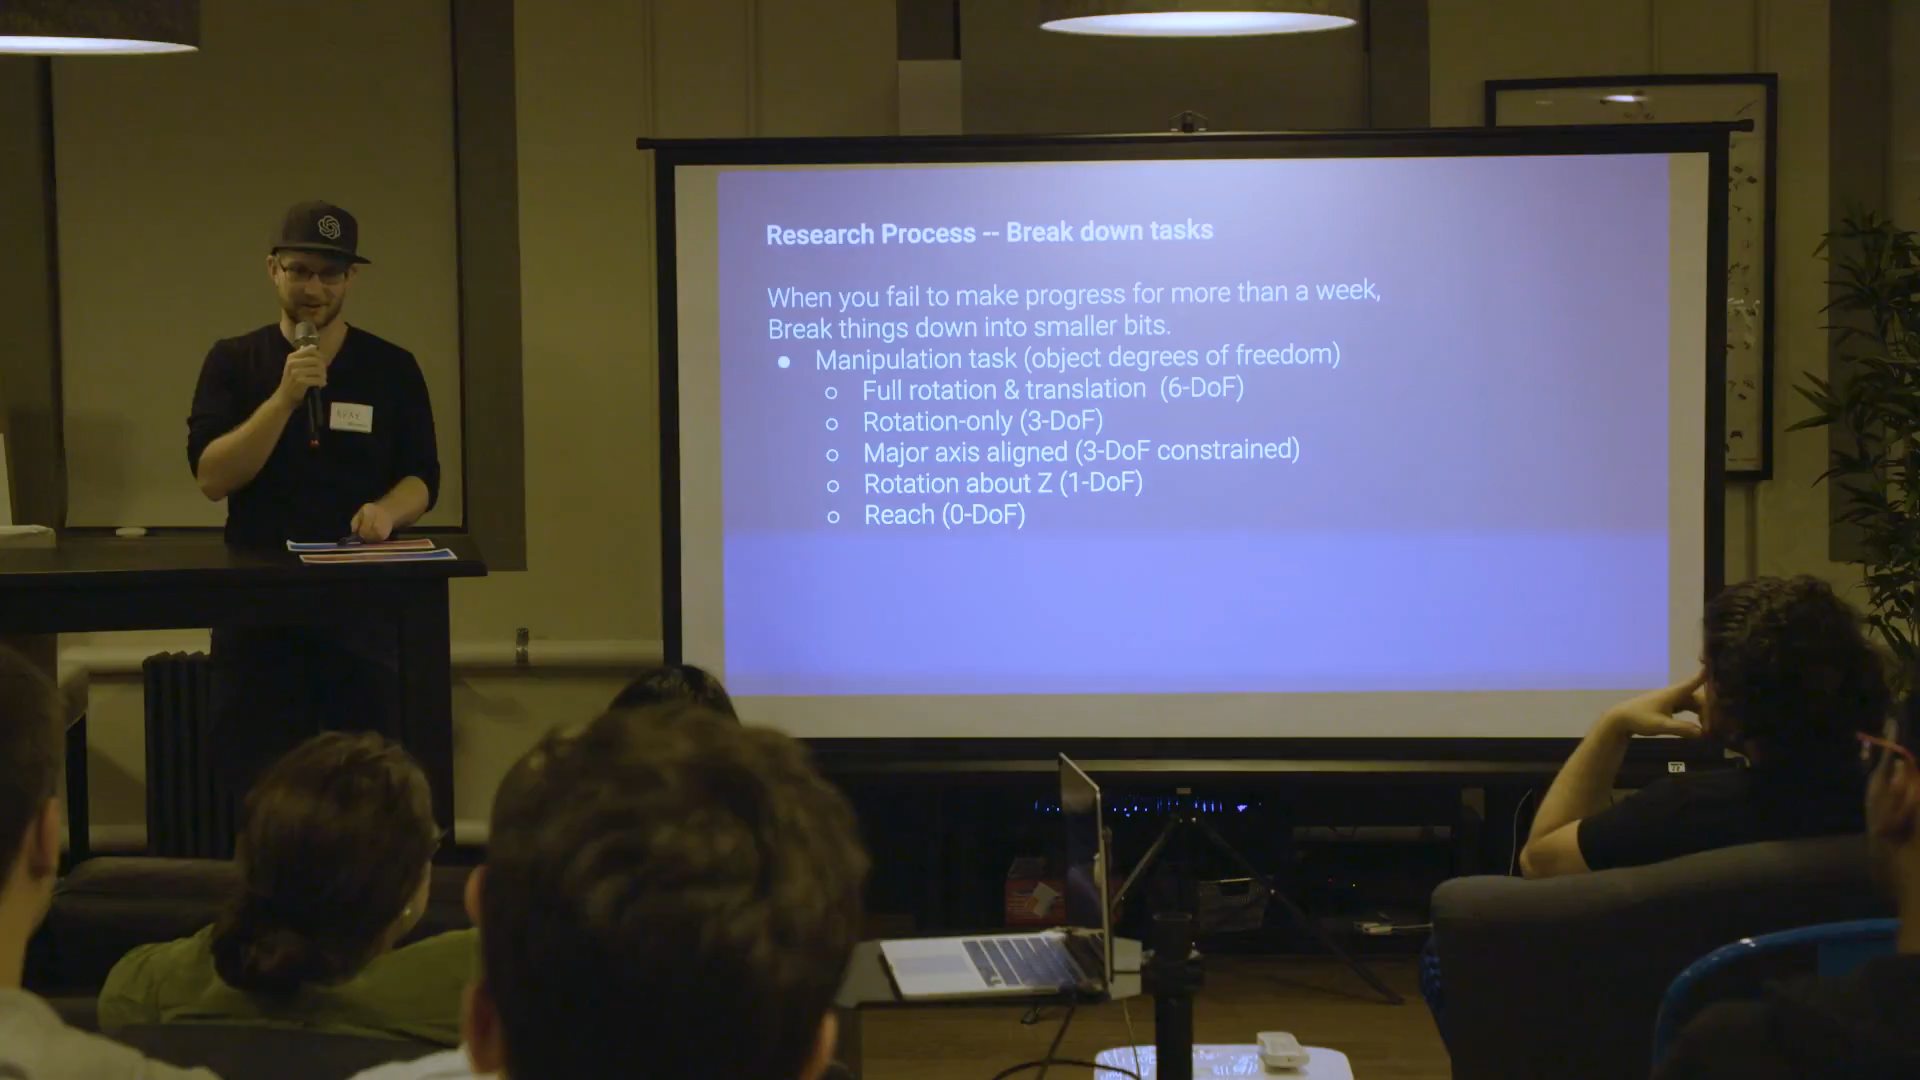 Research Process -- Break down tasks
When you fail to make progress for more than a week,
Break things down into smaller bits.
● Manipulation task (object degrees of freedom)
○ Full rotation & translation (6-DoF)
○ Rotation-only (3-DoF)
○ Major axis aligned (3-DoF constrained)
○ Rotation about Z (1-DoF)
○ Reach (0-DoF)